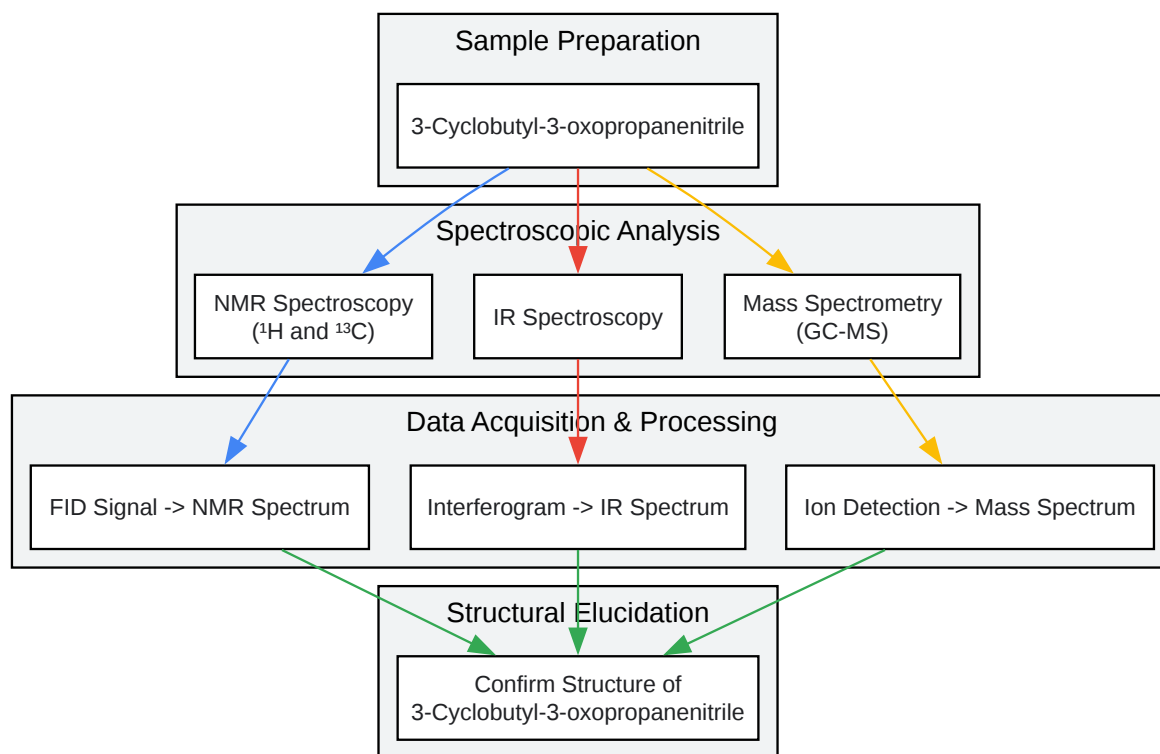 Sample Preparation
3-Cyclobutyl-3-oxopropanenitrile
Spectroscopic Analysis
NMR Spectroscopy
(¹H and ¹³C)
IR Spectroscopy
Mass Spectrometry
(GC-MS)
Data Acquisition & Processing
FID Signal -> NMR Spectrum
Interferogram -> IR Spectrum
Ion Detection -> Mass Spectrum
Structural Elucidation
Confirm Structure of
3-Cyclobutyl-3-oxopropanenitrile